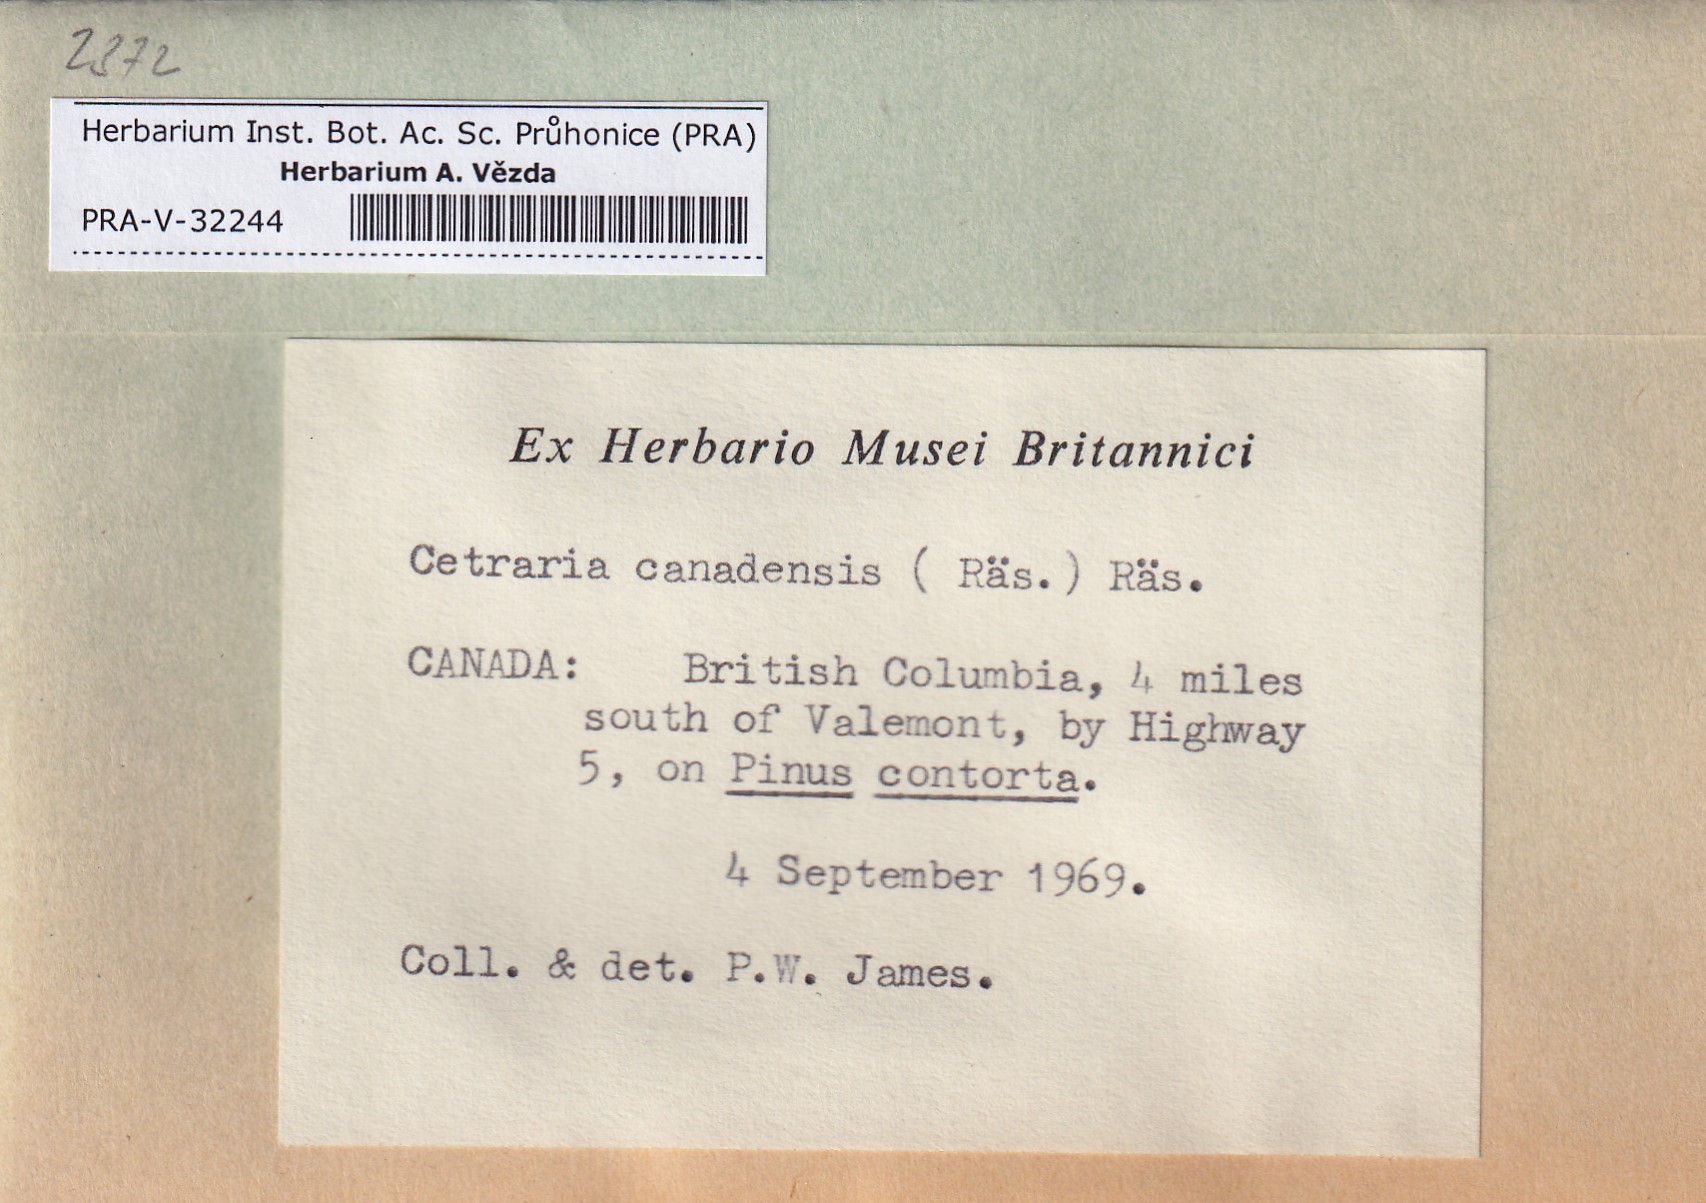 2372
Herbarium Inst. Bot. Ac. Sc. Průhonice (PRA)
Herbarium A. Vězda
PRA-V-32244
Ex Herbario Musei Britannici
Cetraria canadensis ( Räs.) Räs.
CANADA: British Columbia, 4 miles
south of Valemont, by Highway
5, on Pinus contorta.
4 September 1969.
Coll. & det. P.W. James.